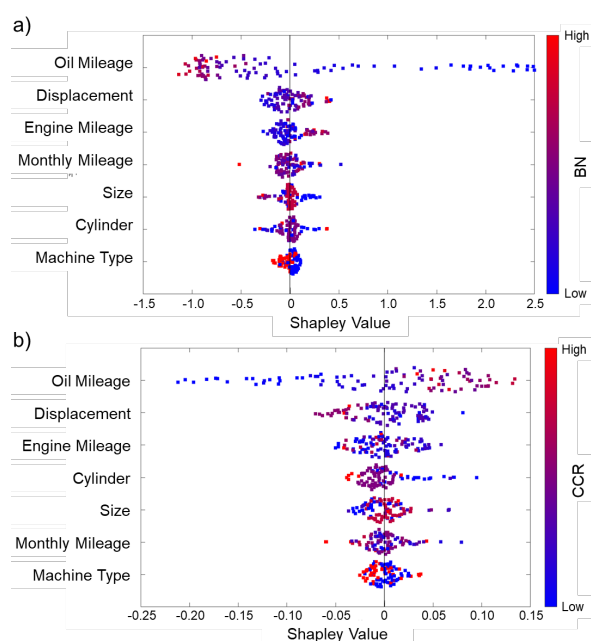 a)
High
Oil Mileage
Displacement
Engine Mileage
Monthly Mileage
Size
Cylinder
Machine Type
BN
Low
-1.5 -1.0 -0.5 0 0.5 1.0 1.5 2.0 2.5
Shapley Value
b)
High
Oil Mileage
Displacement
Engine Mileage
Cylinder
Size
Monthly Mileage
Machine Type
CCR
Low
-0.25 -0.20 -0.15 -0.10 -0.05 0 0.05 0.10 0.15
Shapley Value